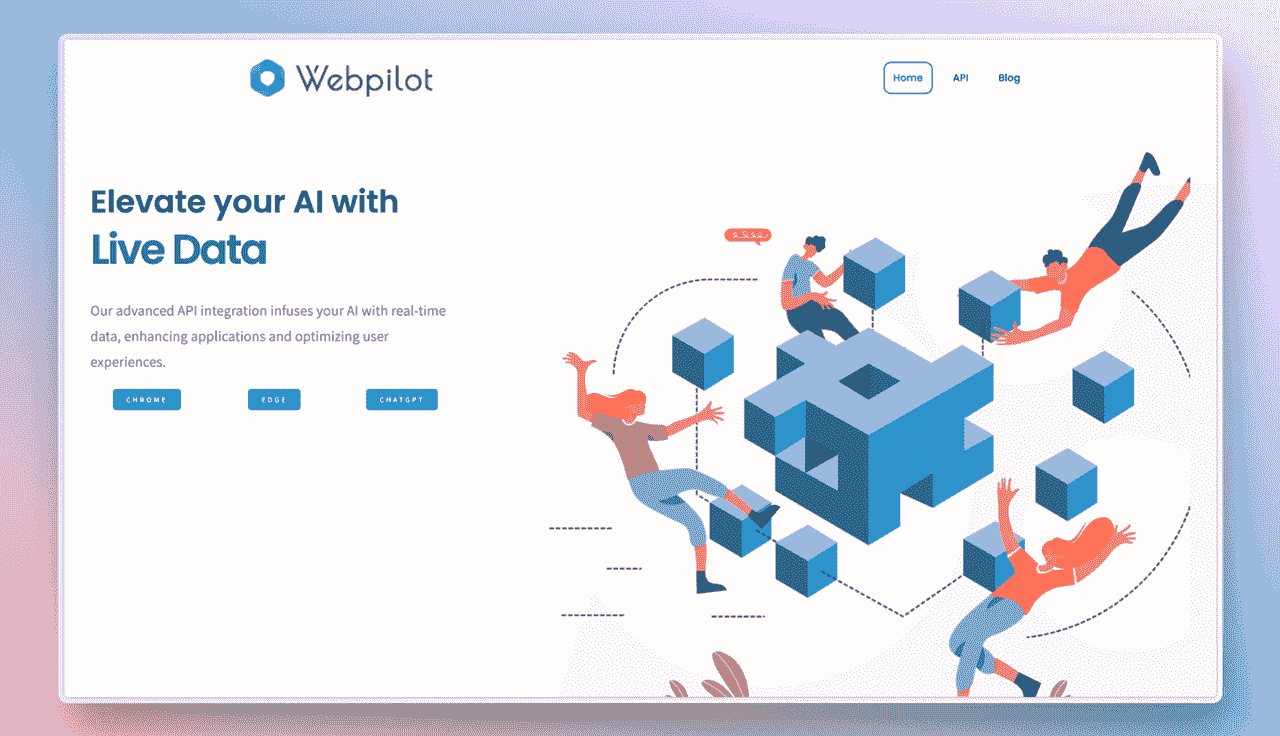 Webpilot
Home
API
Blog
Elevate your AI with
Live Data
Our advanced API integration infuses your AI with real-time
data, enhancing applications and optimizing user
experiences.
CHROME
EDGE
CHATGPT